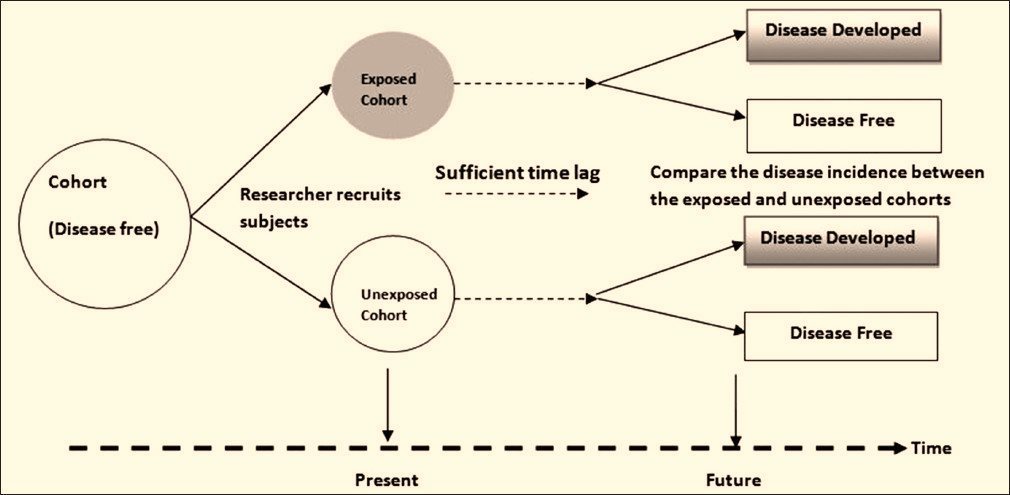 Disease Developed
Exposed
Cohort
Disease Free
Cohort
(Disease free)
Researcher recruits
subjects
Sufficient time lag
Compare the disease incidence between
the exposed and unexposed cohorts
Disease Developed
Unexposed
Cohort
Disease Free
Time
Present
Future